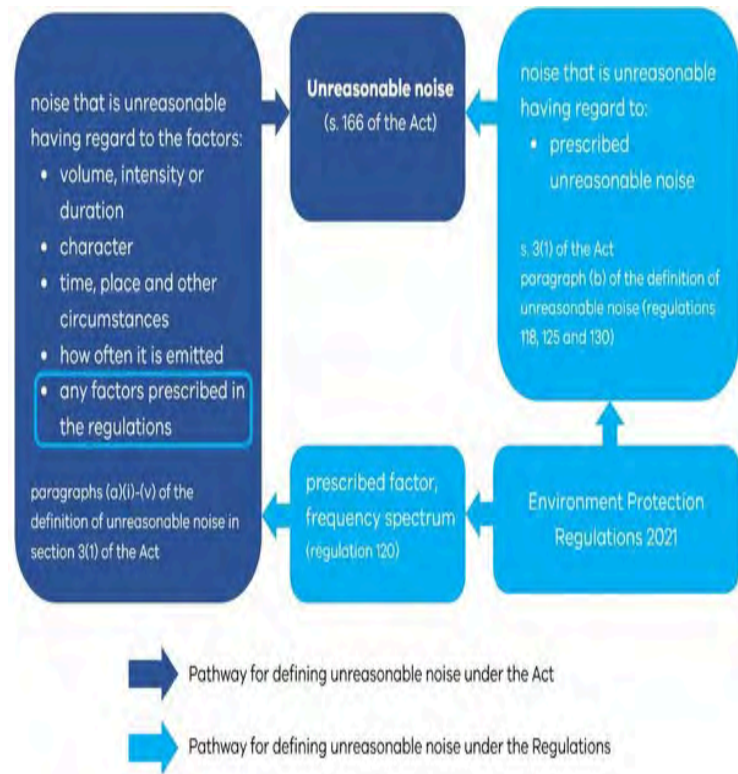 noise that is unreasonable
having regard to the factors:
• volume, intensity or
duration
• character
• time, place and other
circumstances
• how often it is emitted
• any factors prescribed in
the regulations
paragraphs (a)(i)-(v) of the
definition of unreasonable noise in
section 3(1) of the Act
Unreasonable noise
(s. 166 of the Act)
noise that is unreasonable
having regard to:
• prescribed
unreasonable noise
s. 3(1) of the Act
paragraph (b) of the definition of
unreasonable noise (regulations
118, 125 and 130)
prescribed factor,
frequency spectrum
(regulation 120)
Environment Protection
Regulations 2021
Pathway for defining unreasonable noise under the Act
Pathway for defining unreasonable noise under the Regulations